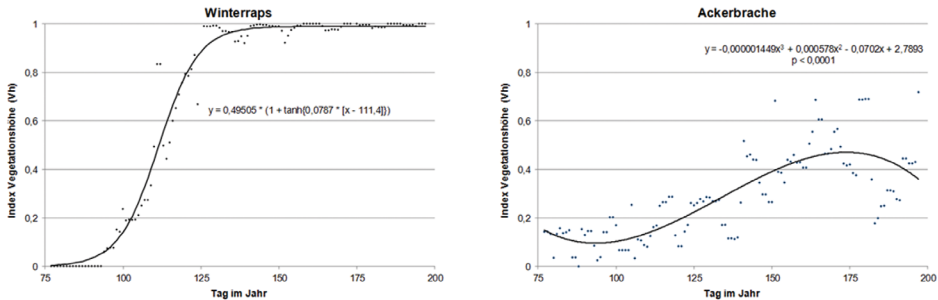 Winterraps
Index Vegetationshöhe (Vh)
1
0,8
0,6
0,4
0,2
0
y = 0,49505 * (1 + tanh{0,0787 * [x - 111,4]})
75 100 125 150 175 200
Tag im Jahr
Ackerbrache
Index Vegetationshöhe (Vh)
1
0,8
0,6
0,4
0,2
0
y = -0,000001449x³ + 0,000578x² - 0,0702x + 2,7893
p < 0,0001
75 100 125 150 175 200
Tag im Jahr